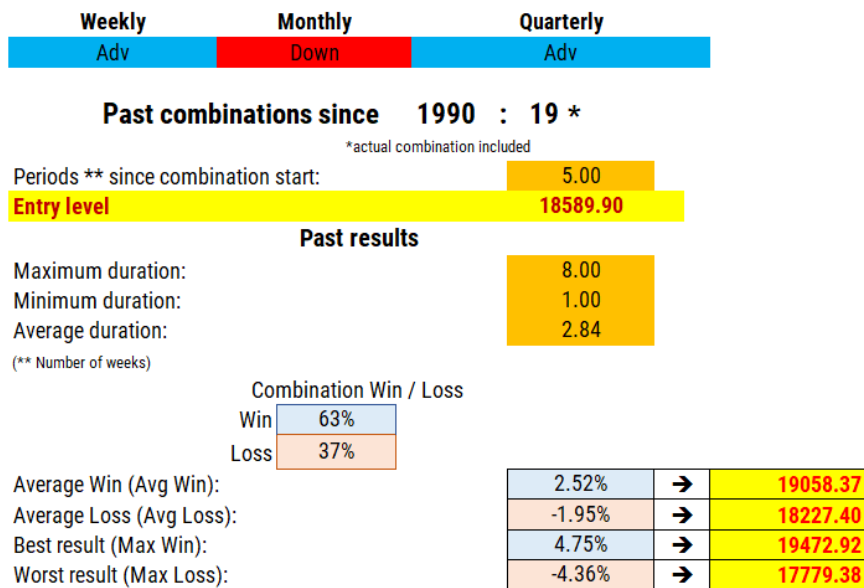 Weekly Monthly Quarterly
Adv Down Adv
Past combinations since 1990 : 19 *
*actual combination included
Periods ** since combination start: 5.00
Entry level 18589.90
Past results
Maximum duration: 8.00
Minimum duration: 1.00
Average duration: 2.84
(** Number of weeks)
Combination Win / Loss
Win 63%
Loss 37%
Average Win (Avg Win): 2.52% ➔ 19058.37
Average Loss (Avg Loss): -1.95% ➔ 18227.40
Best result (Max Win): 4.75% ➔ 19472.92
Worst result (Max Loss): -4.36% ➔ 17779.38